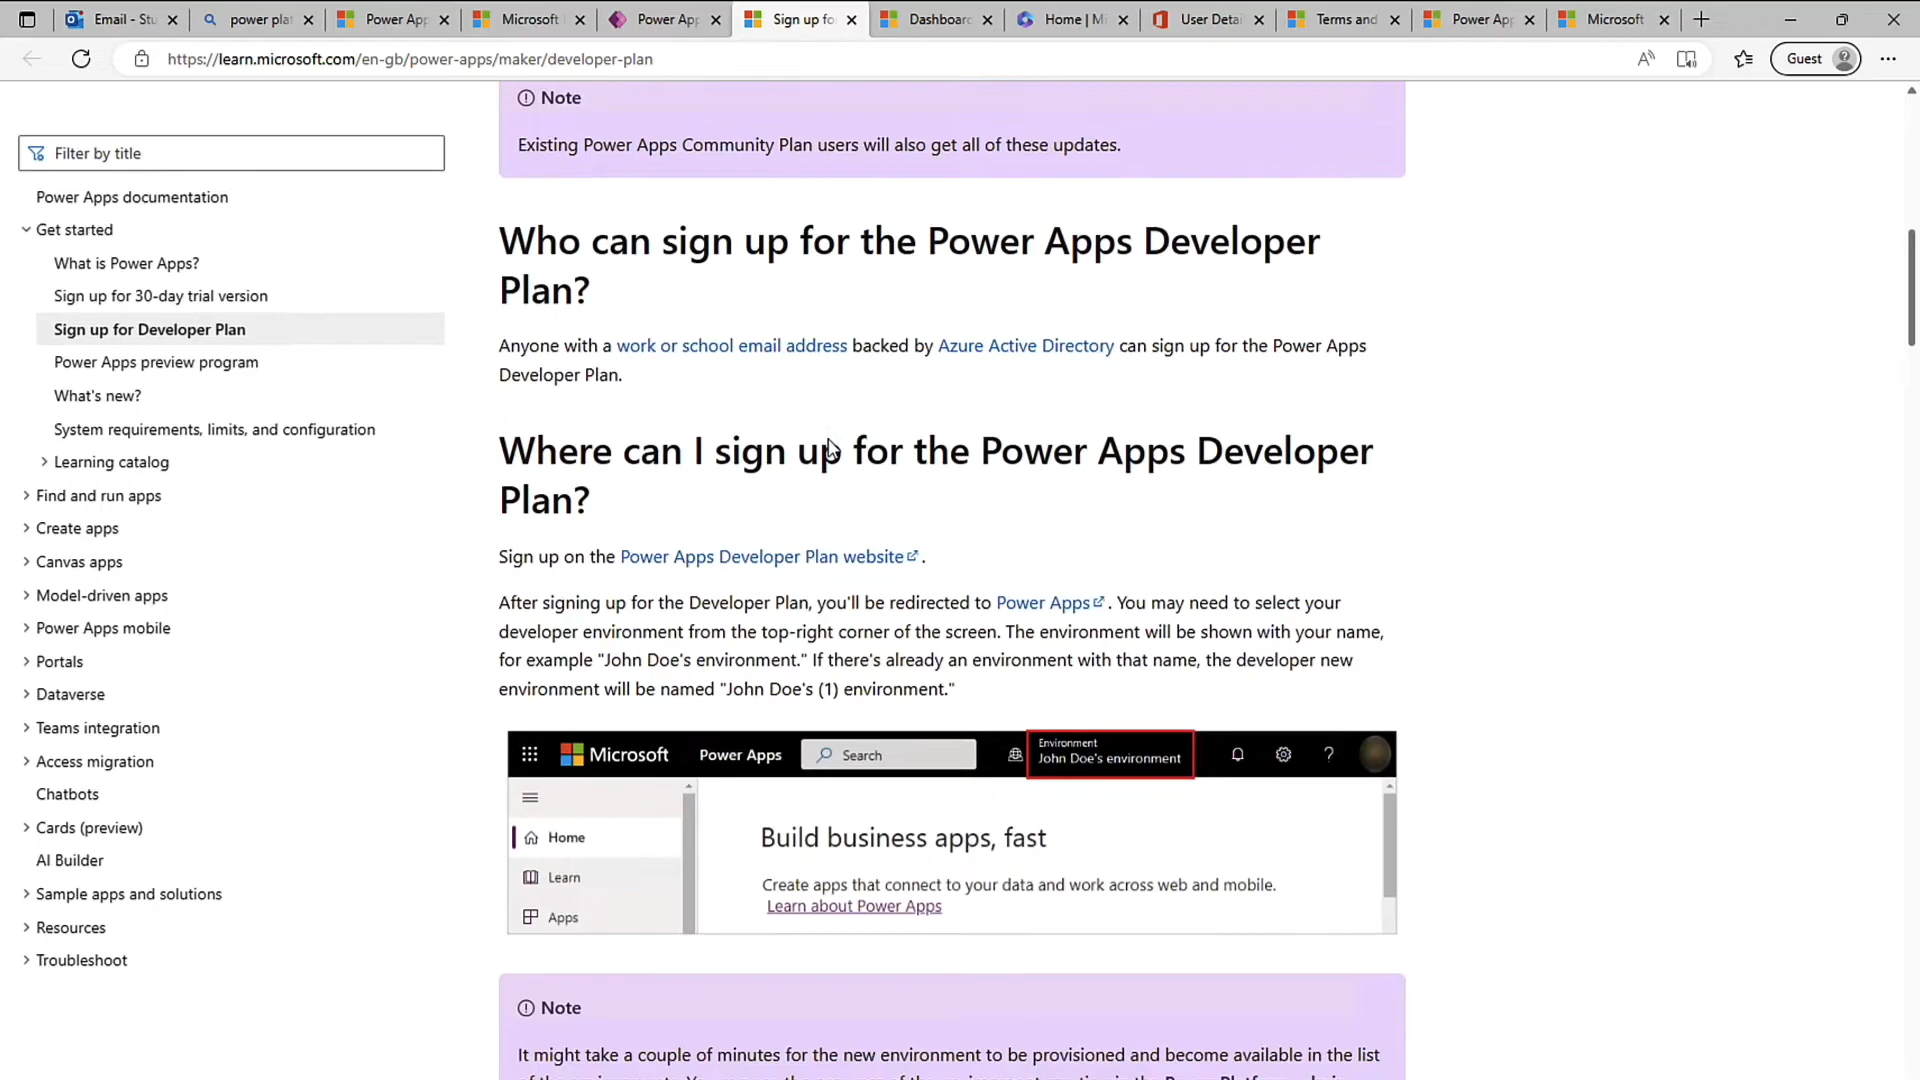 Email - Stu
power plat
Power App
Microsoft
Power App
Sign up fo
Dashboard
Home | Mi
User Detai
Terms and
Power App
Microsoft
https://learn.microsoft.com/en-gb/power-apps/maker/developer-plan
Guest
Filter by title
Power Apps documentation
Get started
What is Power Apps?
Sign up for 30-day trial version
Sign up for Developer Plan
Power Apps preview program
What's new?
System requirements, limits, and configuration
Learning catalog
Find and run apps
Create apps
Canvas apps
Model-driven apps
Power Apps mobile
Portals
Dataverse
Teams integration
Access migration
Chatbots
Cards (preview)
AI Builder
Sample apps and solutions
Resources
Troubleshoot
Note
Existing Power Apps Community Plan users will also get all of these updates.
Who can sign up for the Power Apps Developer
Plan?
Anyone with a work or school email address backed by Azure Active Directory can sign up for the Power Apps
Developer Plan.
Where can I sign up for the Power Apps Developer
Plan?
Sign up on the Power Apps Developer Plan website.
After signing up for the Developer Plan, you'll be redirected to Power Apps. You may need to select your
developer environment from the top-right corner of the screen. The environment will be shown with your name,
for example "John Doe's environment." If there's already an environment with that name, the developer new
environment will be named "John Doe's (1) environment."
Microsoft Power Apps Search
Environment
John Doe's environment
?
Home
Learn
Apps
Build business apps, fast
Create apps that connect to your data and work across web and mobile.
Learn about Power Apps
Note
It might take a couple of minutes for the new environment to be provisioned and become available in the list